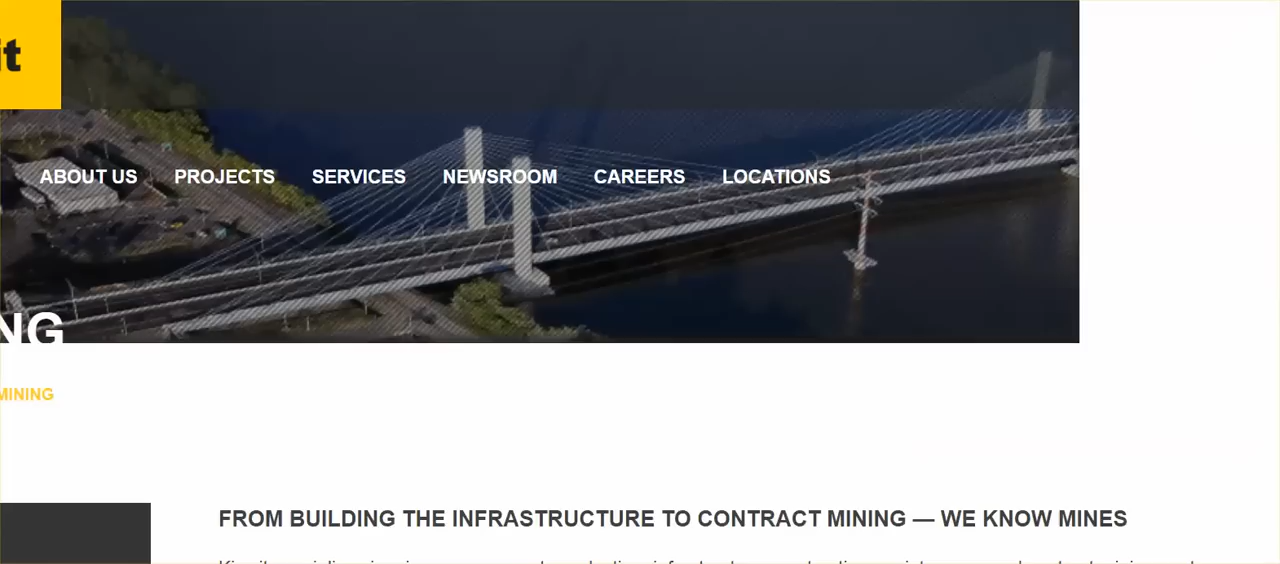 it
ABOUT US PROJECTS SERVICES NEWSROOM CAREERS LOCATIONS
NG
MINING
FROM BUILDING THE INFRASTRUCTURE TO CONTRACT MINING — WE KNOW MINES